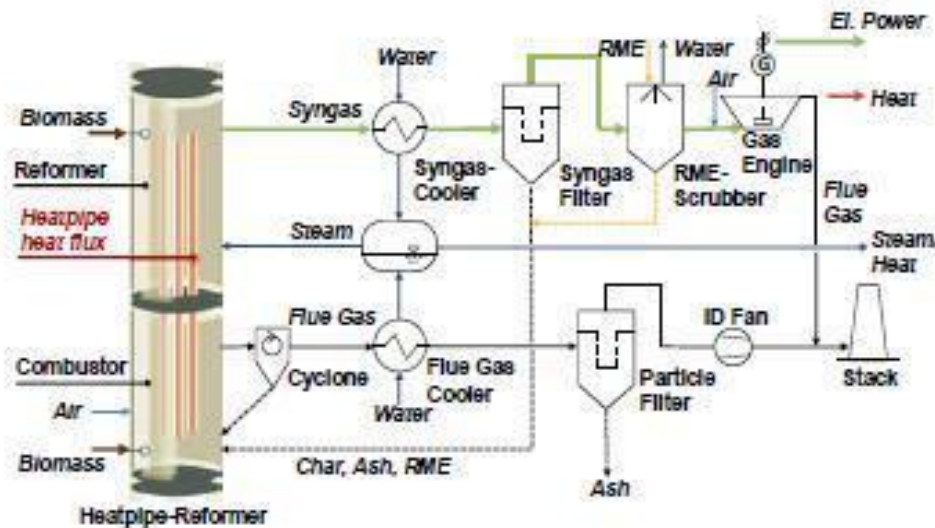 El. Power
Water
RME
Water
Air
G
Heat
Biomass
Syngas
Reformer
Syngas-
Cooler
Syngas
Filter
RME-
Scrubber
Gas
Engine
Flue
Gas
Heatpipe
heat flux
Steam
Steam/
Heat
Flue Gas
ID Fan
Combustor
Cyclone
Flue Gas
Cooler
Particle
Filter
Stack
Air
Water
Biomass
Char, Ash, RME
Ash
Heatpipe-Reformer